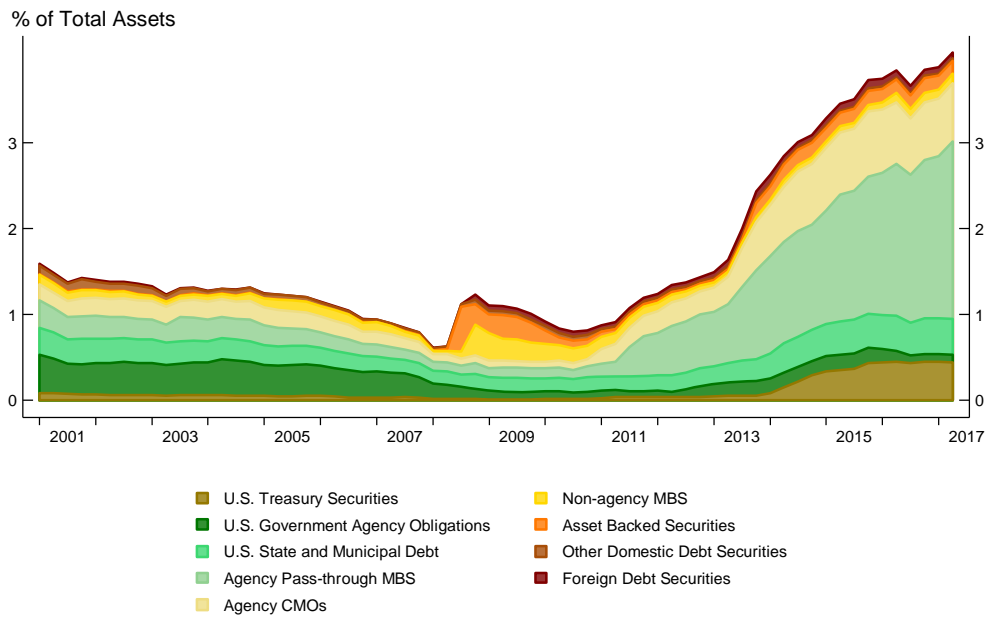 % of Total Assets
3 3
2 2
1 1
0 0
2001 2003 2005 2007 2009 2011 2013 2015 2017
U.S. Treasury Securities
U.S. Government Agency Obligations
U.S. State and Municipal Debt
Agency Pass-through MBS
Agency CMOs
Non-agency MBS
Asset Backed Securities
Other Domestic Debt Securities
Foreign Debt Securities